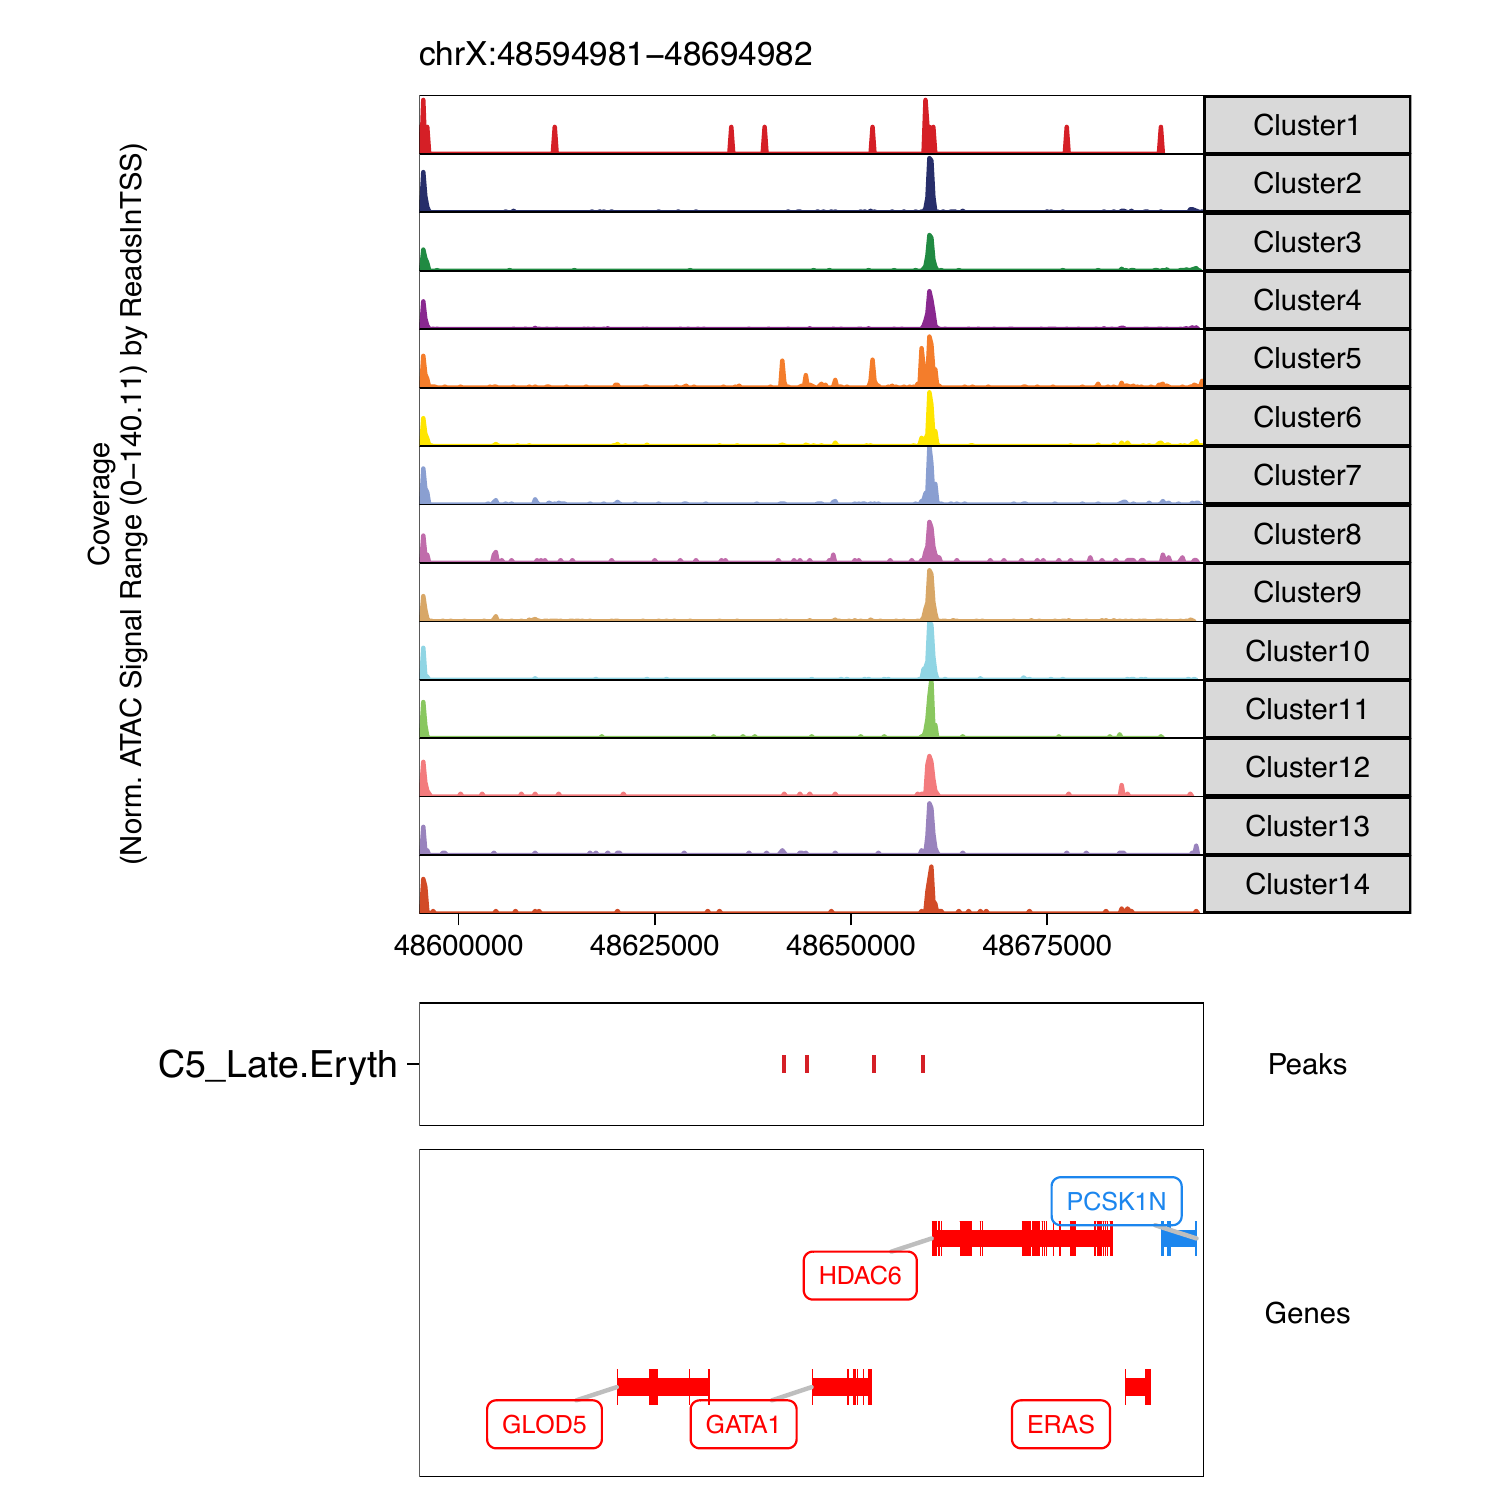 chrX:48594981−48694982
Coverage
(Norm. ATAC Signal Range (0−140.11) by ReadsInTSS)
Cluster1
Cluster2
Cluster3
Cluster4
Cluster5
Cluster6
Cluster7
Cluster8
Cluster9
Cluster10
Cluster11
Cluster12
Cluster13
Cluster14
48600000 48625000 48650000 48675000
C5_Late.Eryth
Peaks
PCSK1N
HDAC6
Genes
GLOD5 GATA1 ERAS